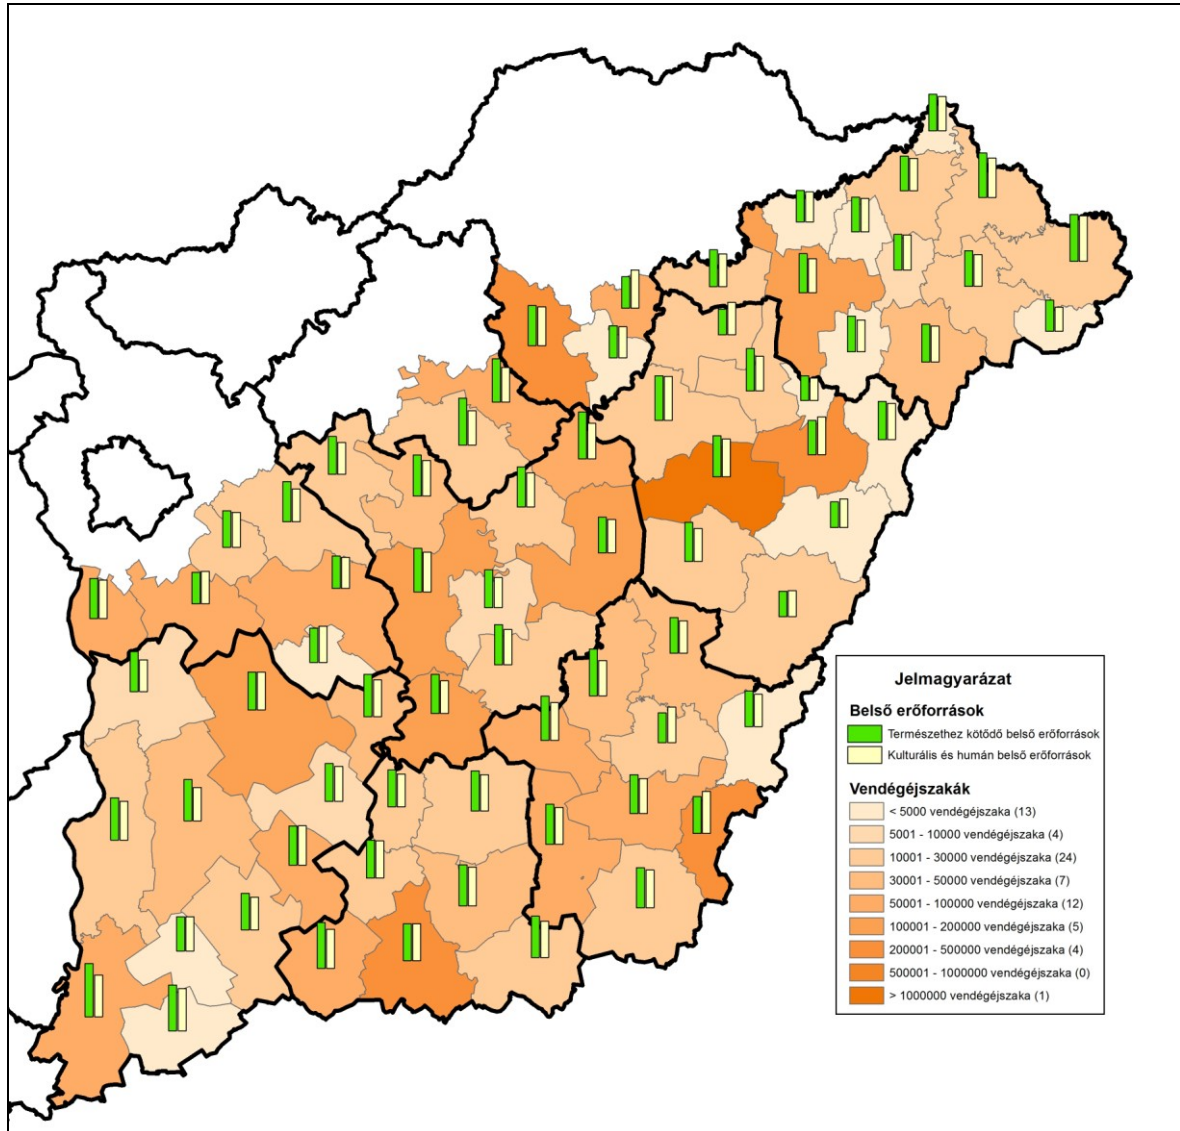 Jelmagyarázat
Belső erőforrások
Természethez kötődő belső erőforrások
Kulturális és humán belső erőforrások
Vendégéjszakák
< 5000 vendégéjszaka (13)
5001 - 10000 vendégéjszaka (4)
10001 - 30000 vendégéjszaka (24)
30001 - 50000 vendégéjszaka (7)
50001 - 100000 vendégéjszaka (12)
100001 - 200000 vendégéjszaka (5)
200001 - 500000 vendégéjszaka (4)
500001 - 1000000 vendégéjszaka (0)
> 1000000 vendégéjszaka (1)